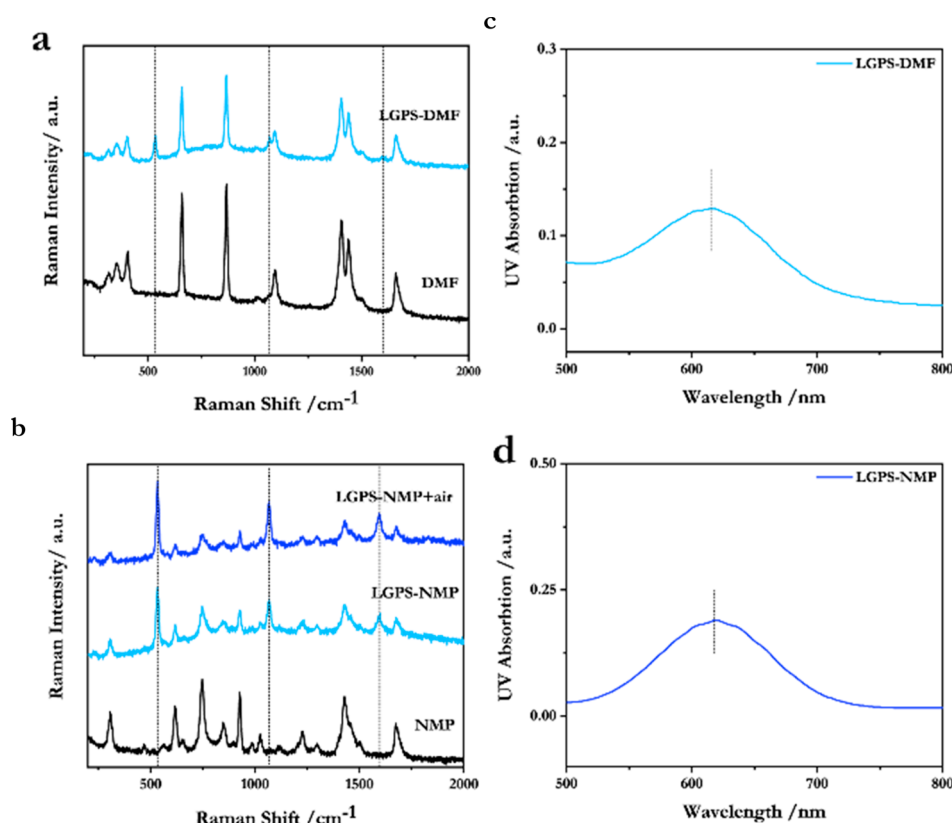 a
LGPS-DMF
DMF
Raman Intensity/ a.u.
500
1000
1500
2000
Raman Shift /cm-1
c
LGPS-DMF
0.3
0.2
0.1
0.0
UV Absorbtion /a.u.
500
600
700
800
Wavelength /nm
b
LGPS-NMP+air
LGPS-NMP
NMP
Raman Intensity/ a.u.
500
1000
1500
2000
Raman Shift /cm-1
d
LGPS-NMP
0.50
0.25
0.00
UV Absorbtion /a.u.
500
600
700
800
Wavelength /nm